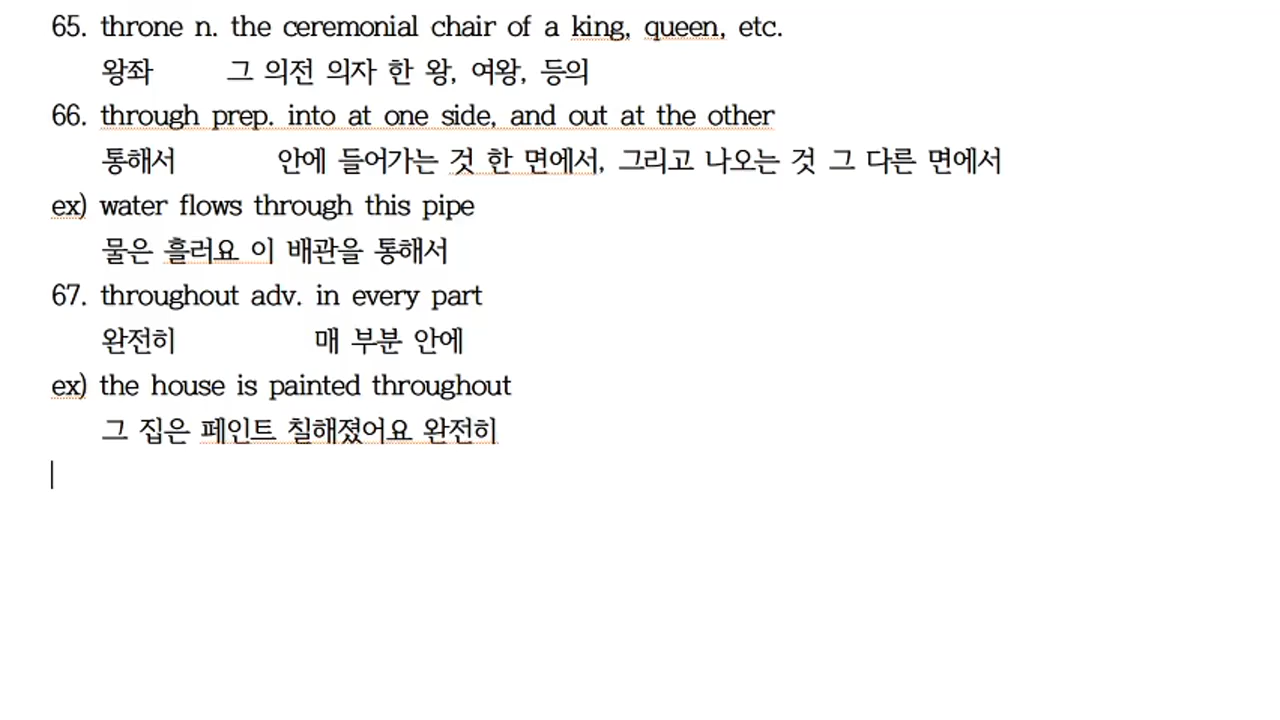 65. throne n. the ceremonial chair of a king, queen, etc.
왕좌 그 의전 의자 한 왕, 여왕, 등의
66. through prep. into at one side, and out at the other
통해서 안에 들어가는 것 한 면에서, 그리고 나오는 것 그 다른 면에서
ex) water flows through this pipe
물은 흘러요 이 배관을 통해서
67. throughout adv. in every part
완전히 매 부분 안에
ex) the house is painted throughout
그 집은 페인트 칠해졌어요 완전히